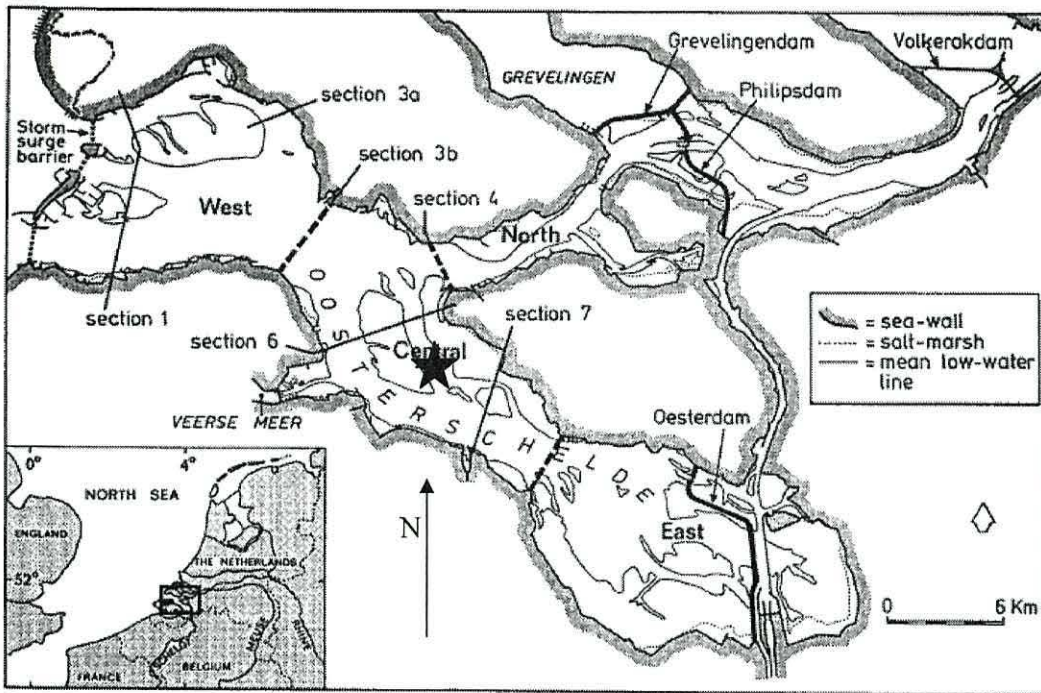 Grevelingendam
Volkerakdam
GREVELINGEN
Philipsdam
section 3a
Storm
surge
barrier
section 3b
West
section 4
North
section 1
section 6
section 7
Central
OOSTERSCHELDE
VEERSE MEER
= sea-wall
= salt-marsh
= mean low-water
line
Oesterdam
East
N
0 6 Km
0° 4°
NORTH SEA
ENGLAND
THE NETHERLANDS
52°
SCHELDT
MEUSE
RHINE
BELGIUM
FRANCE